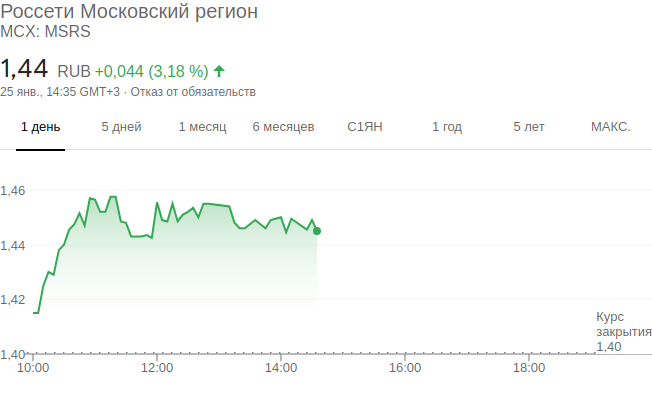 Россети Московский регион
MCX: MSRS
1,44 RUB +0,044 (3,18 %)
25 янв., 14:35 GMT+3 · Отказ от обязательств
1 день 5 дней 1 месяц 6 месяцев С1ЯН 1 год 5 лет МАКС.
1,46
1,44
1,42
Курс
закрытия
1,40
1,40
10:00 12:00 14:00 16:00 18:00